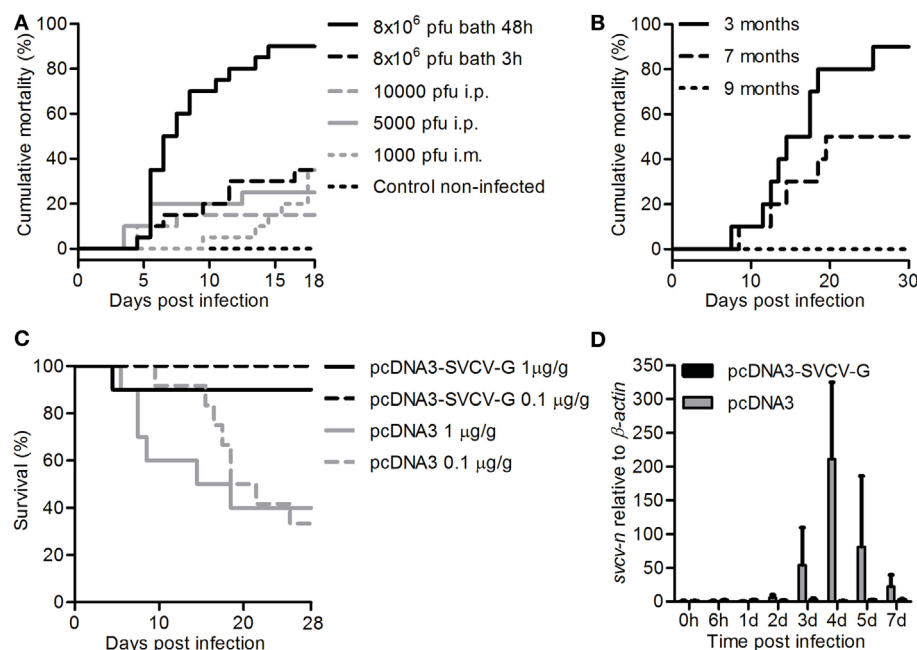 A
Cumulative mortality (%)
100
80
60
40
20
0
0 5 10 15 18
Days post infection
8x10⁶ pfu bath 48h
8x10⁶ pfu bath 3h
10000 pfu i.p.
5000 pfu i.p.
1000 pfu i.m.
Control non-infected
B
Cumulative mortality (%)
100
80
60
40
20
0
0 10 20 30
Days post infection
3 months
7 months
9 months
C
Survival (%)
100
80
60
40
20
0
0 10 20 28
Days post infection
pcDNA3-SVCV-G 1μg/g
pcDNA3-SVCV-G 0.1 μg/g
pcDNA3 1 μg/g
pcDNA3 0.1 μg/g
D
svcv-n relative to β-actin
350
300
250
200
150
100
50
0
0h 6h 1d 2d 3d 4d 5d 7d
Time post infection
pcDNA3-SVCV-G
pcDNA3